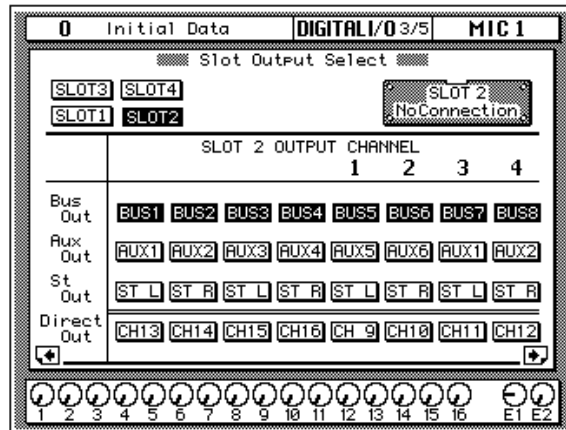 0 Initial Data DIGITAL I/O 3/5 MIC 1
Slot Output Select
SLOT3 SLOT4
SLOT1 SLOT2
SLOT 2
NoConnection
SLOT 2 OUTPUT CHANNEL
1 2 3 4
Bus Out BUS1 BUS2 BUS3 BUS4 BUS5 BUS6 BUS7 BUS8
Aux Out AUX1 AUX2 AUX3 AUX4 AUX5 AUX6 AUX1 AUX2
St Out ST L ST R ST L ST R ST L ST R ST L ST R
Direct Out CH13 CH14 CH15 CH16 CH 9 CH10 CH11 CH12
1 2 3 4 5 6 7 8 9 10 11 12 13 14 15 16 E1 E2